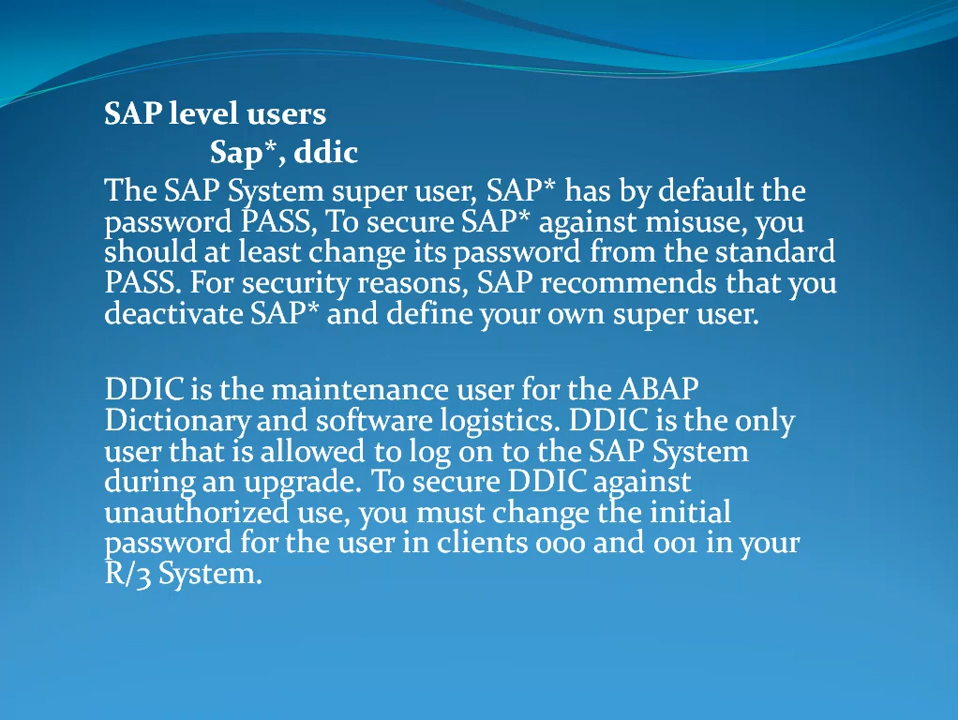 SAP level users
Sap*, ddic
The SAP System super user, SAP* has by default the
password PASS, To secure SAP* against misuse, you
should at least change its password from the standard
PASS. For security reasons, SAP recommends that you
deactivate SAP* and define your own super user.
DDIC is the maintenance user for the ABAP
Dictionary and software logistics. DDIC is the only
user that is allowed to log on to the SAP System
during an upgrade. To secure DDIC against
unauthorized use, you must change the initial
password for the user in clients 000 and 001 in your
R/3 System.